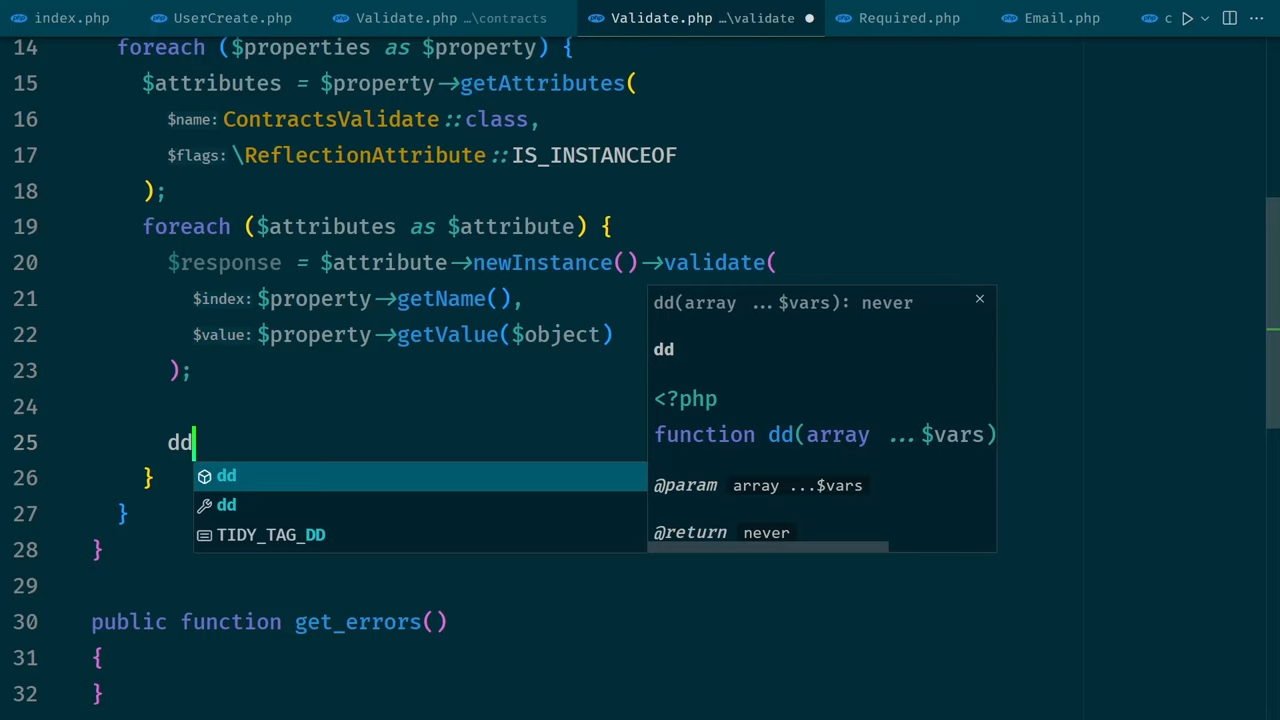 index.php UserCreate.php Validate.php …\contracts Validate.php …\validate Required.php Email.php c
14 foreach ($properties as $property) {
15 $attributes = $property->getAttributes(
16 $name: ContractsValidate::class,
17 $flags: \ReflectionAttribute::IS_INSTANCEOF
18 );
19 foreach ($attributes as $attribute) {
20 $response = $attribute->newInstance()->validate(
21 $index: $property->getName(),
22 $value: $property->getValue($object)
23 );
24
25 dd
26 }
27 }
28 }
29
30 public function get_errors()
31 {
32 }
dd
dd
TIDY_TAG_DD
dd(array ...$vars): never
dd
<?php
function dd(array ...$vars)
@param array ...$vars
@return never